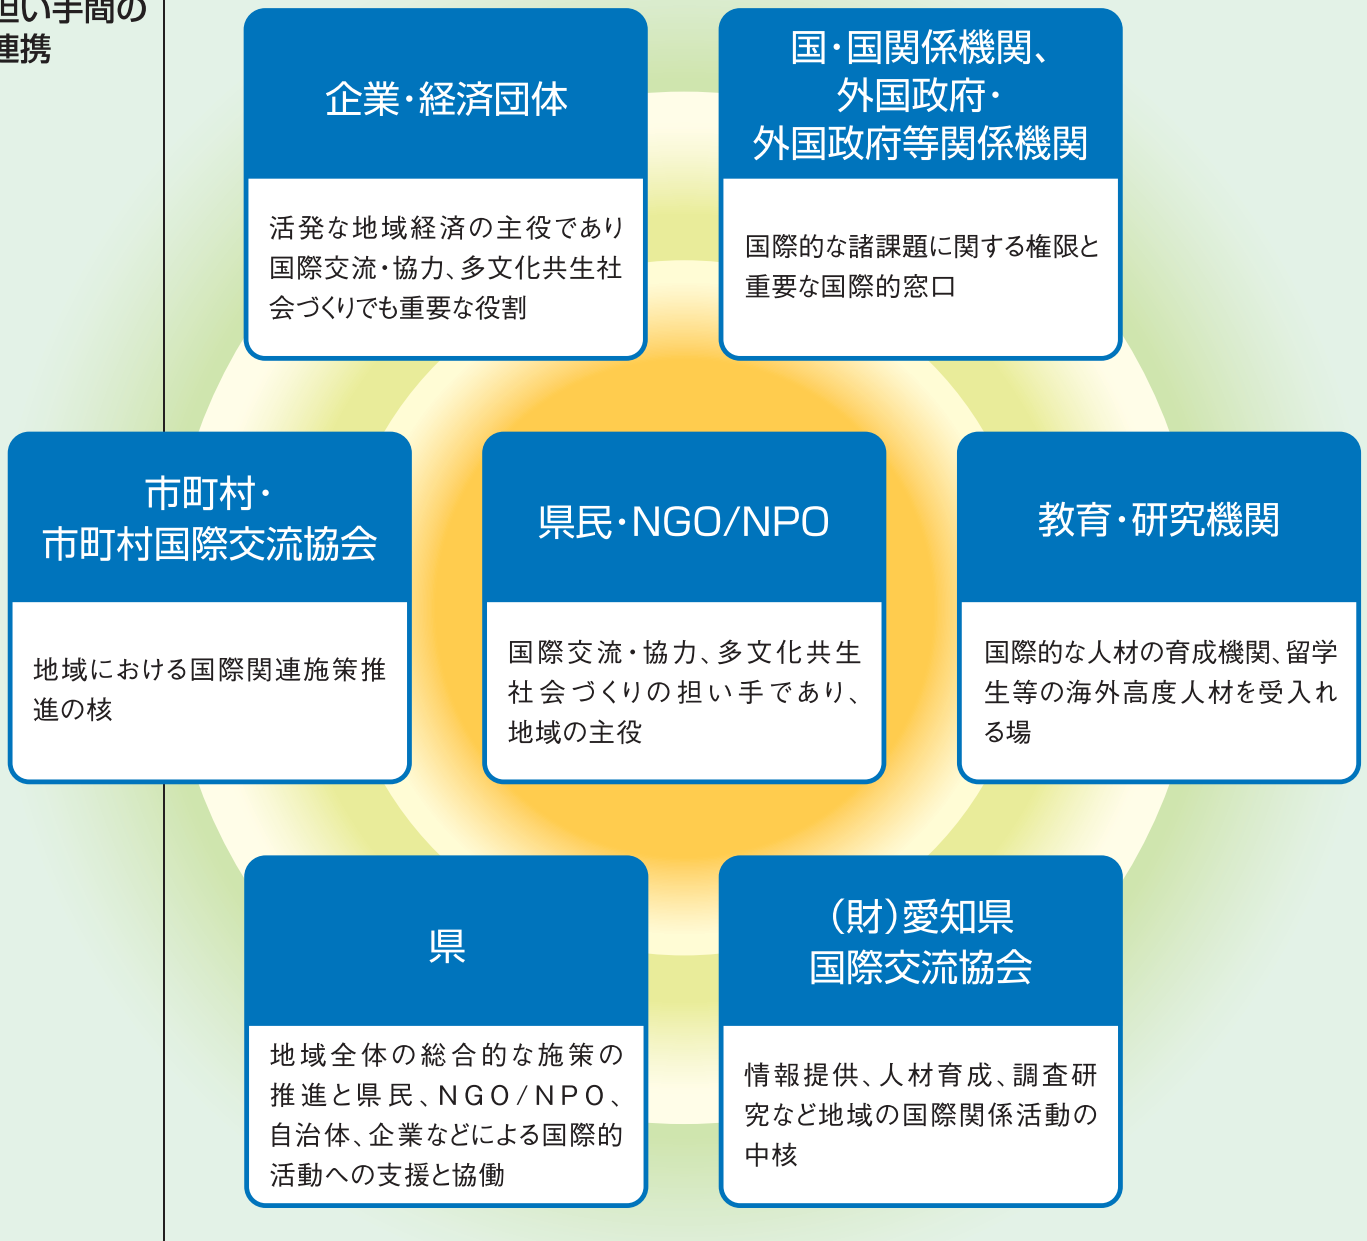 担い手間の
連携
企業・経済団体
活発な地域経済の主役であり
国際交流・協力、多文化共生社
会づくりでも重要な役割
国・国関係機関、
外国政府・
外国政府等関係機関
国際的な諸課題に関する権限と
重要な国際的窓口
市町村・
市町村国際交流協会
地域における国際関連施策推
進の核
県民・NGO/NPO
国際交流・協力、多文化共生
社会づくりの担い手であり、
地域の主役
教育・研究機関
国際的な人材の育成機関、留学
生等の海外高度人材を受入れ
る場
県
地域全体の総合的な施策の
推進と県民、NGO/NPO、
自治体、企業などによる国際的
活動への支援と協働
（財）愛知県
国際交流協会
情報提供、人材育成、調査研
究など地域の国際関係活動の
中核